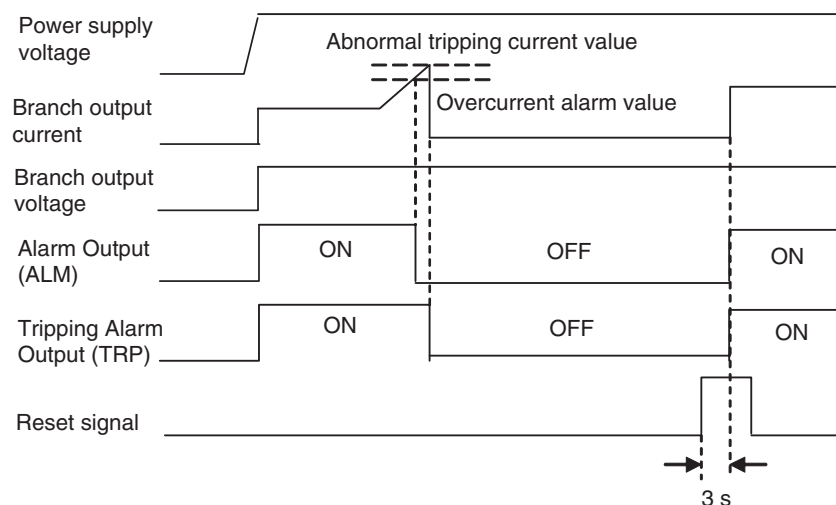 Power supply
voltage
Abnormal tripping current value
Branch output
current
Overcurrent alarm value
Branch output
voltage
Alarm Output
(ALM)
ON
OFF
ON
Tripping Alarm
Output (TRP)
ON
OFF
ON
Reset signal
3 s